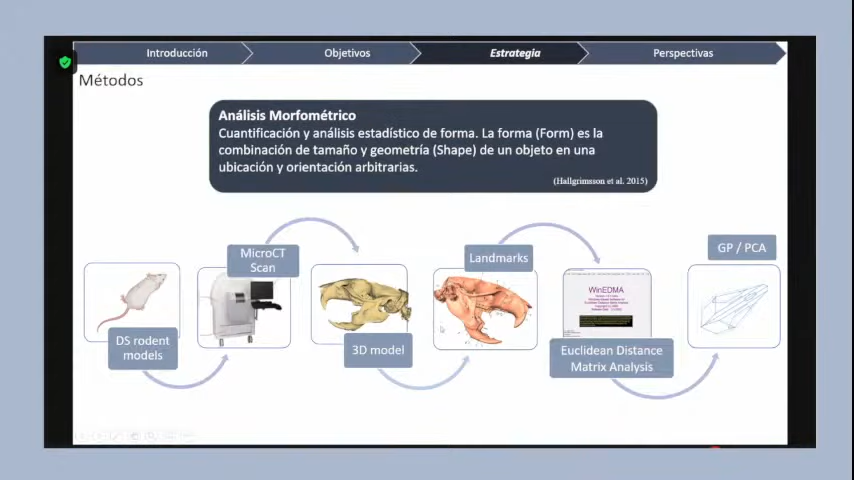 Introducción
Objetivos
Estrategia
Perspectivas
Métodos
Análisis Morfométrico
Cuantificación y análisis estadístico de forma. La forma (Form) es la
combinación de tamaño y geometría (Shape) de un objeto en una
ubicación y orientación arbitrarias.
(Hallgrimsson et al. 2015)
DS rodent
models
MicroCT
Scan
3D model
Landmarks
WinEDMA
Euclidean Distance
Matrix Analysis
GP / PCA